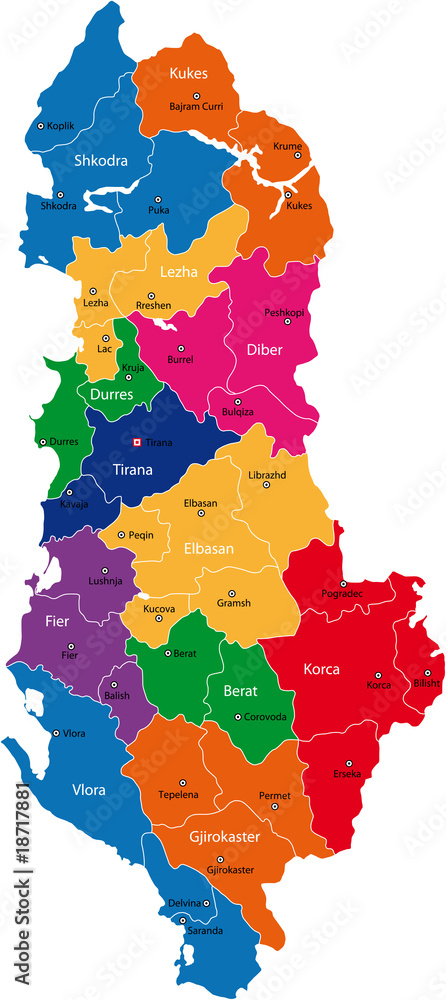 Kukes
Bajram Curri
Koplik
Krume
Shkodra
Shkodra
Puka
Kukes
Lezha
Lezha
Rreshen
Peshkopi
Lac
Burrel
Diber
Kruja
Durres
Bulqiza
Durres
Tirana
Tirana
Librazhd
Kavaja
Elbasan
Peqin
Elbasan
Lushnja
Pogradec
Gramsh
Kucova
Fier
Fier
Berat
Korca
Korca
Bilisht
Balish
Berat
Corovoda
Vlora
Erseka
Vlora
Tepelena
Permet
Gjirokaster
Gjirokaster
Delvina
Saranda
Adobe Stock | #18717881